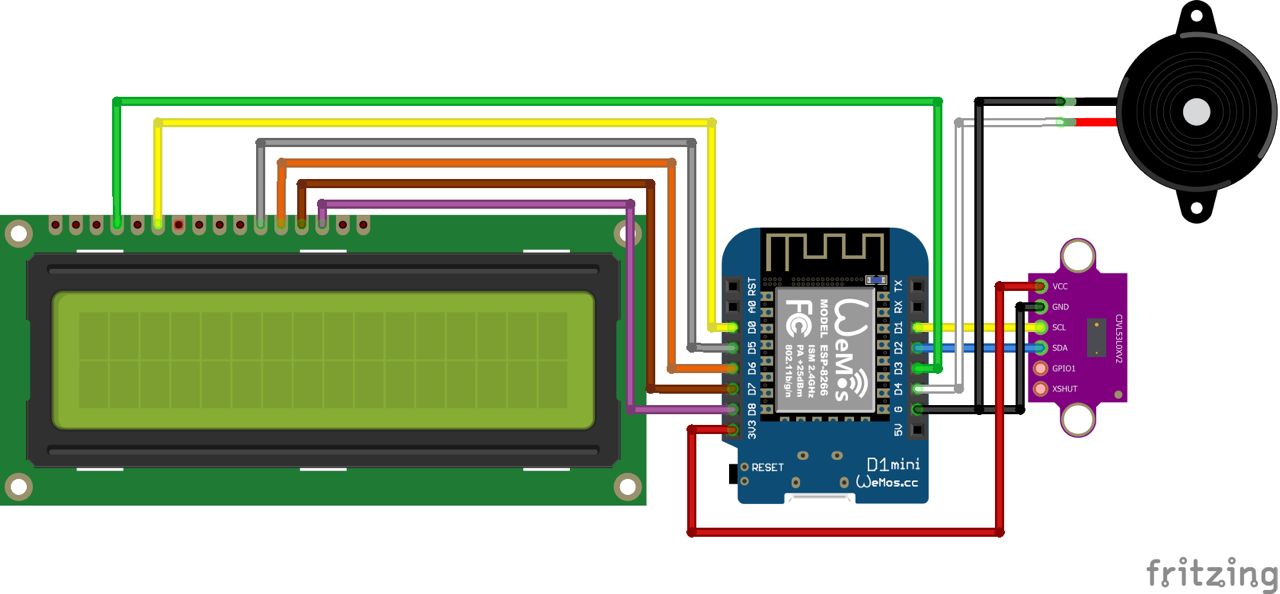 RST
A0
D0
D5
D6
D7
D8
3V3
TX
RX
D1
D2
D3
D4
G
5V
WeMos
MODEL ESP-8266
ISM 2.4GHz
PA +25dBm
802.11b/g/n
FC
RESET
D1mini
WeMos.cc
VCC
GND
SCL
SDA
GPIO1
XSHUT
CJVL53L0XV2
fritzing